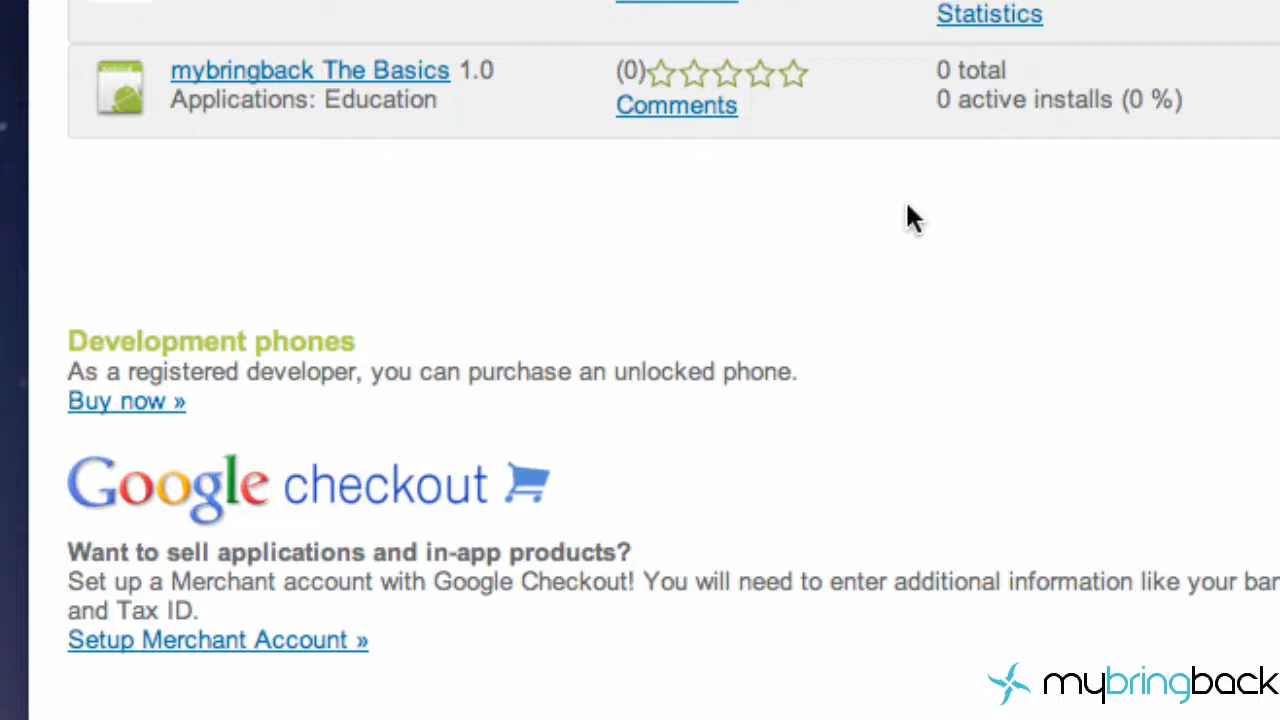 Statistics
mybringback The Basics 1.0 (0) 0 total
Applications: Education Comments 0 active installs (0 %)
Development phones
As a registered developer, you can purchase an unlocked phone.
Buy now »
Google checkout
Want to sell applications and in-app products?
Set up a Merchant account with Google Checkout! You will need to enter additional information like your
and Tax ID.
Setup Merchant Account »
mybringback